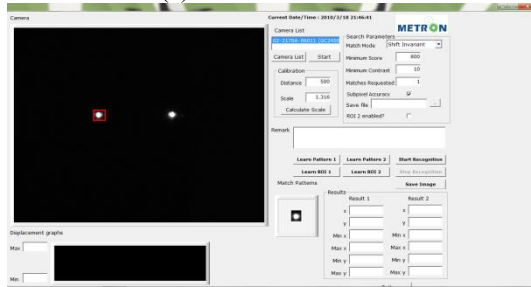 Camera
Current Date/Time : 2010/3/18 21:46:41
METRON
Camera List
Search Parameters
Match Mode Shift Invariant
Camera List Start
Minimum Score 800
Calibration
Minimum Contrast 10
Distance 500
Matches Requested 1
Scale 1.316
Subpixel Accuracy
Save file ...
Calculate Scale
ROI 2 enabled?
Remark
Learn Pattern 1 Learn Pattern 2 Start Recognition
Learn ROI 1 Learn ROI 2 Stop Recognition
Match Patterns
Save Image
Results
Result 1 Result 2
x x
y y
Min x Min x
Max x Max x
Min y Min y
Max y Max y
Displacement graphs
Max
Min